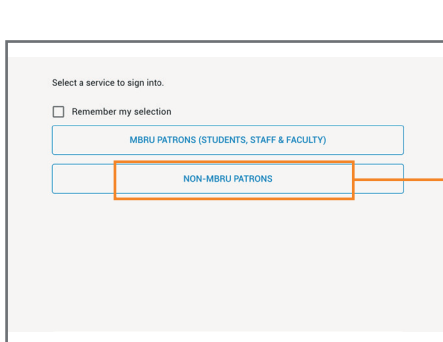 Select a service to sign into.
Remember my selection
MBRU PATRONS (STUDENTS, STAFF & FACULTY)
NON-MBRU PATRONS